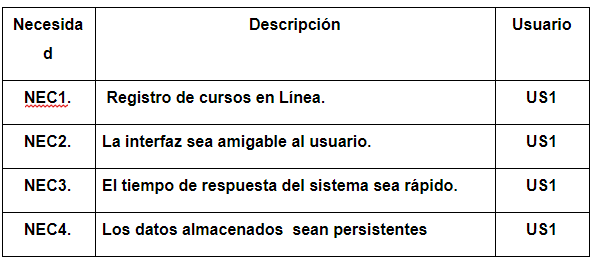 Necesida
d
Descripción
Usuario
NEC1.
Registro de cursos en Línea.
US1
NEC2.
La interfaz sea amigable al usuario.
US1
NEC3.
El tiempo de respuesta del sistema sea rápido.
US1
NEC4.
Los datos almacenados  sean persistentes
US1